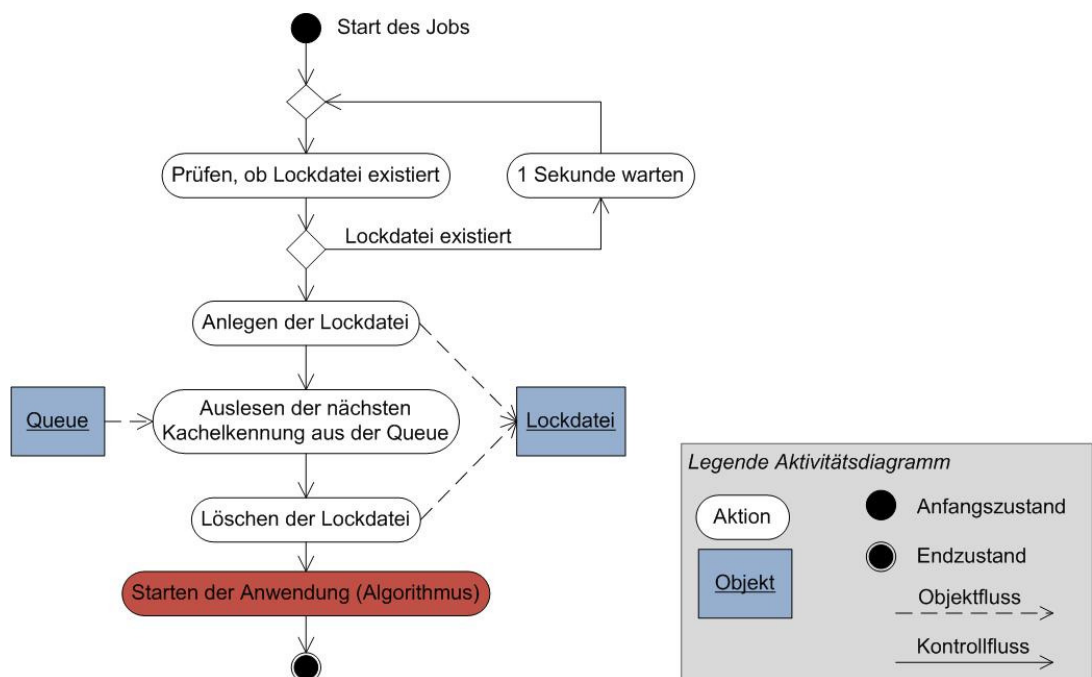 Start des Jobs
Prüfen, ob Lockdatei existiert
1 Sekunde warten
Lockdatei existiert
Anlegen der Lockdatei
Queue
Auslesen der nächsten
Kachelkennung aus der Queue
Lockdatei
Löschen der Lockdatei
Starten der Anwendung (Algorithmus)
Legende Aktivitätsdiagramm
Aktion
Anfangszustand
Endzustand
Objekt
Objektfluss
Kontrollfluss